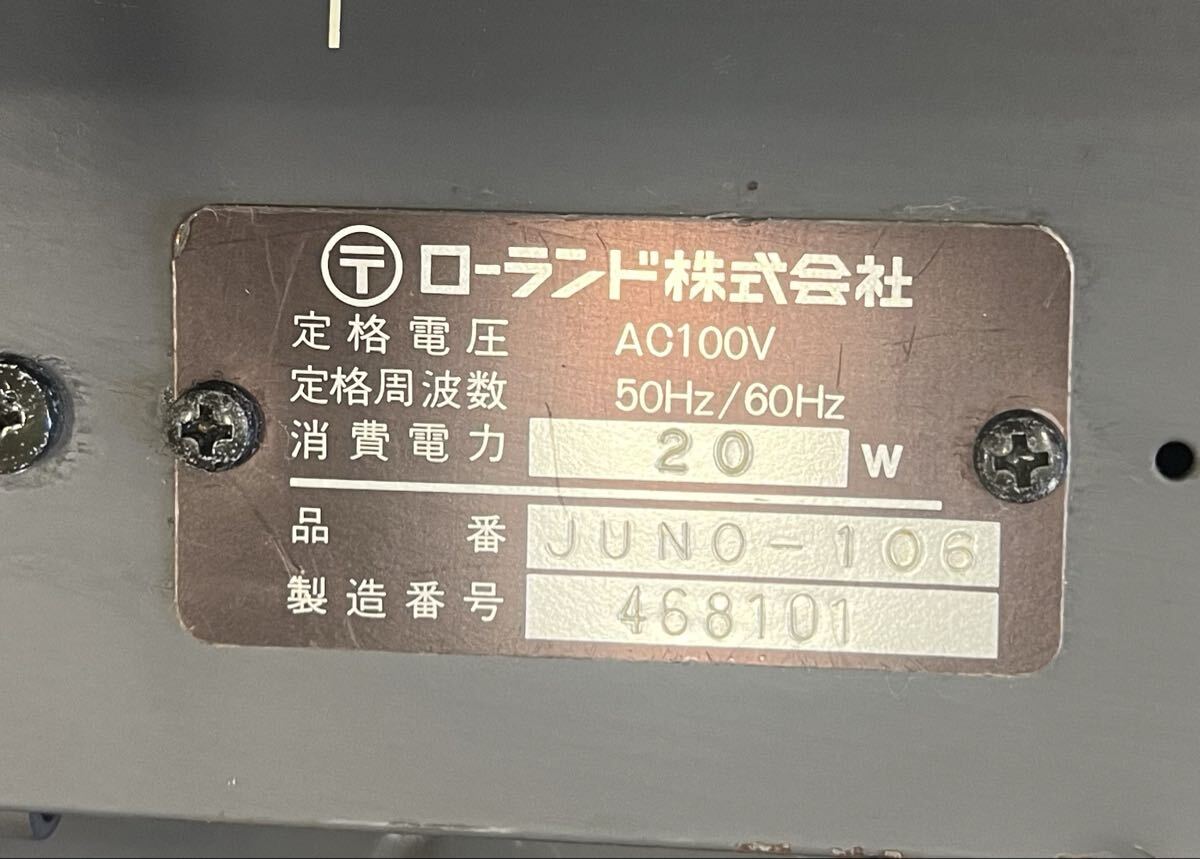 〒 ローランド株式会社
定格電圧 AC100V
定格周波数 50Hz/60Hz
消費電力 20 W
品番 JUNO-106
製造番号 468101